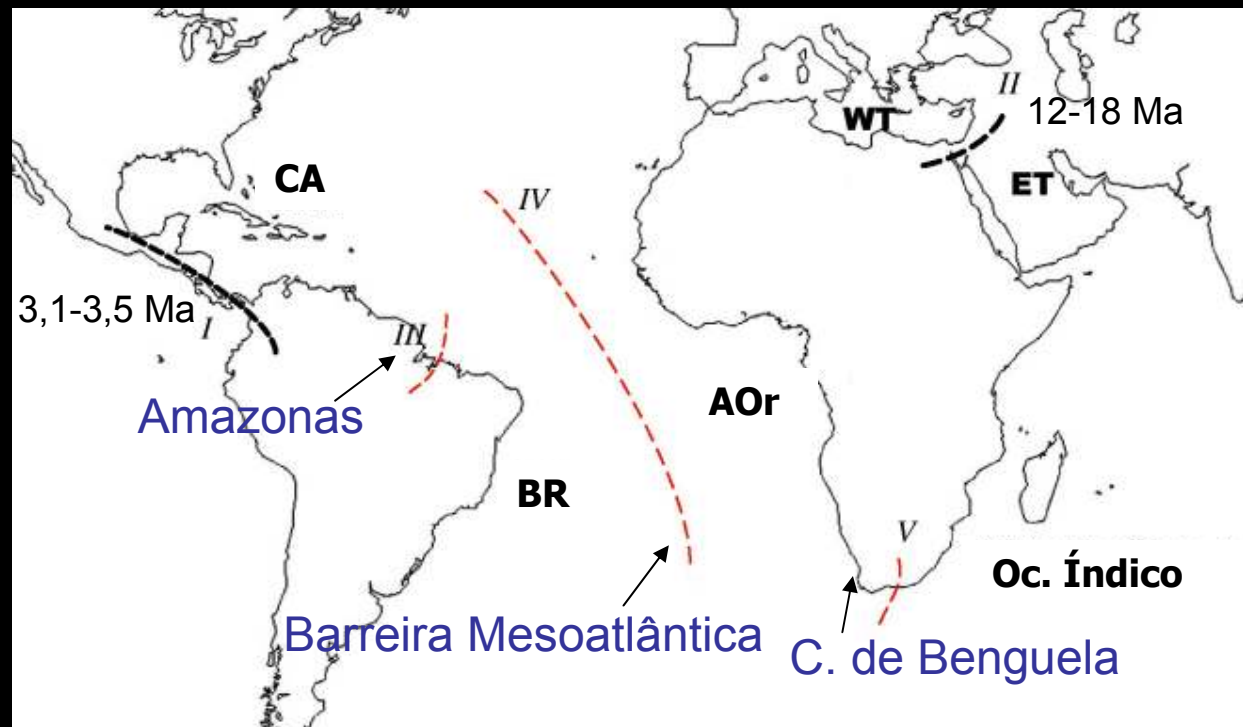 II
WT
12-18 Ma
CA
ET
IV
3,1-3,5 Ma
I
III
Amazonas
AOr
BR
V
Oc. Índico
Barreira Mesoatlântica
C. de Benguela